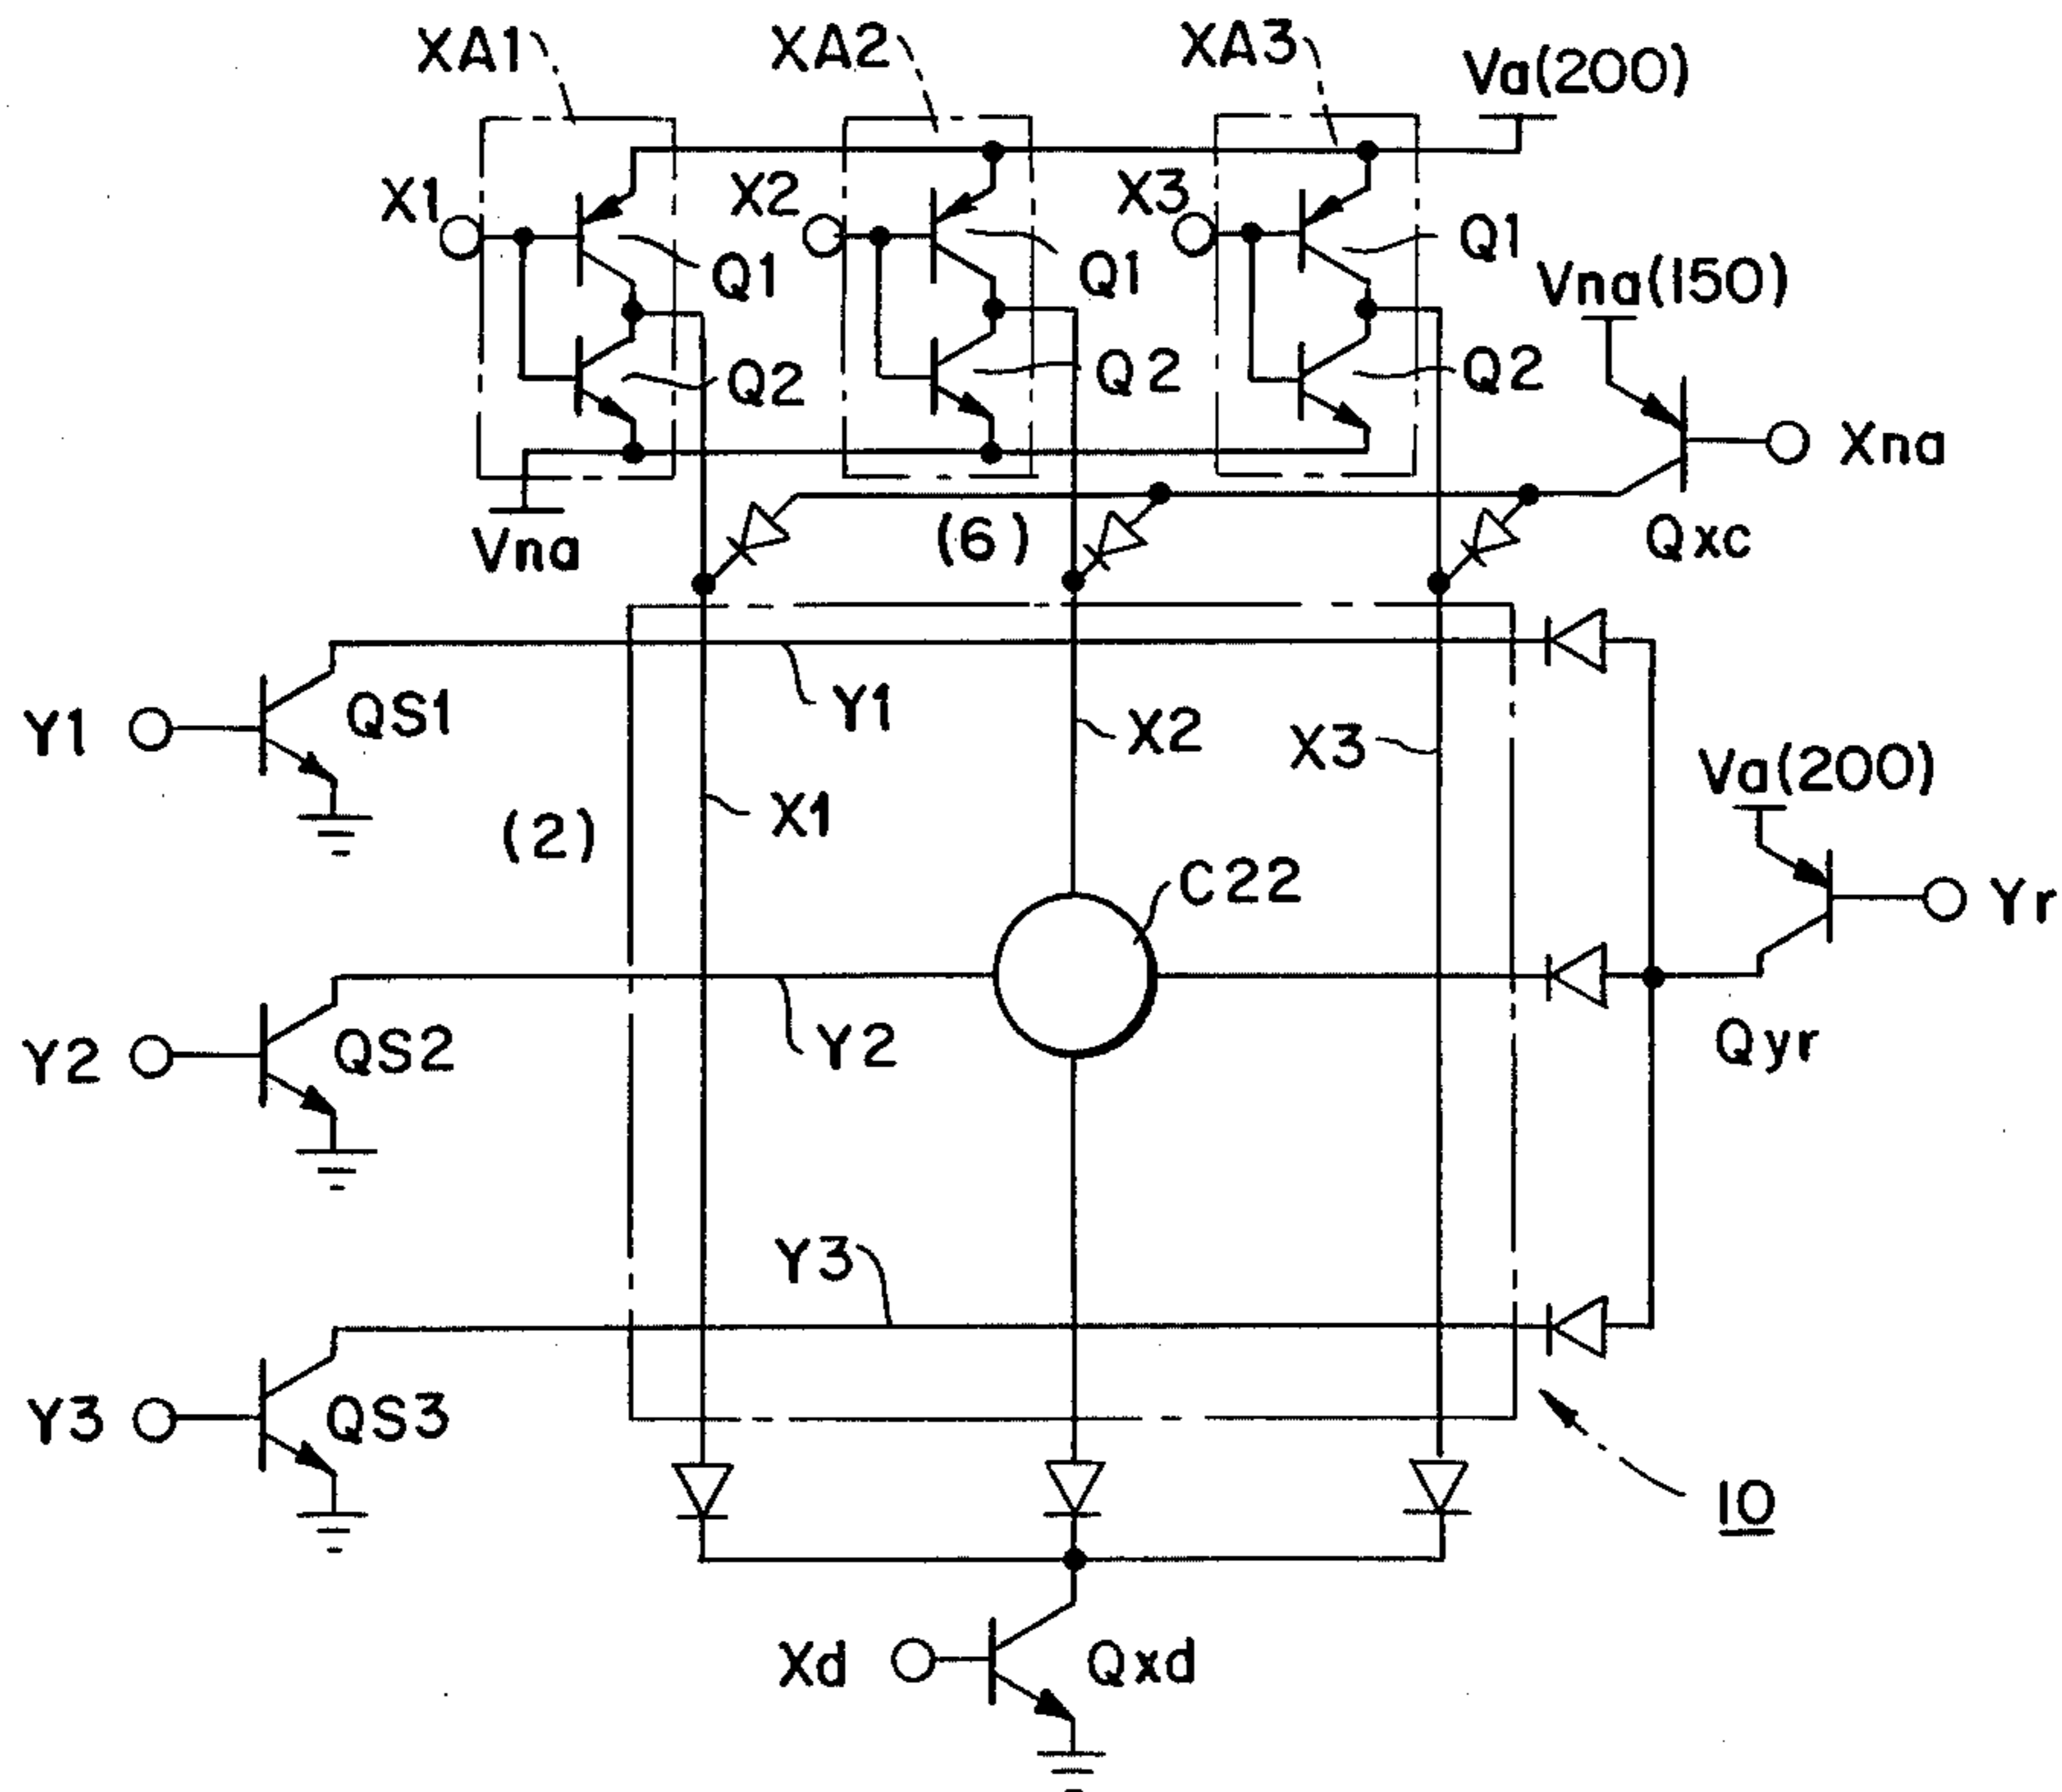 XA1 XA2 XA3 Va(200)
X1 X2 X3 Q1
Q1 Q1 Vna(150)
Q2 Q2 Q2
Xna
Vna (6) Qxc
Y1 QS1 Y1 X2 X3
Va(200)
(2) X1
C22 Yr
Y2 QS2 Y2 Qyr
Y3
Y3 QS3
10
Xd Qxd